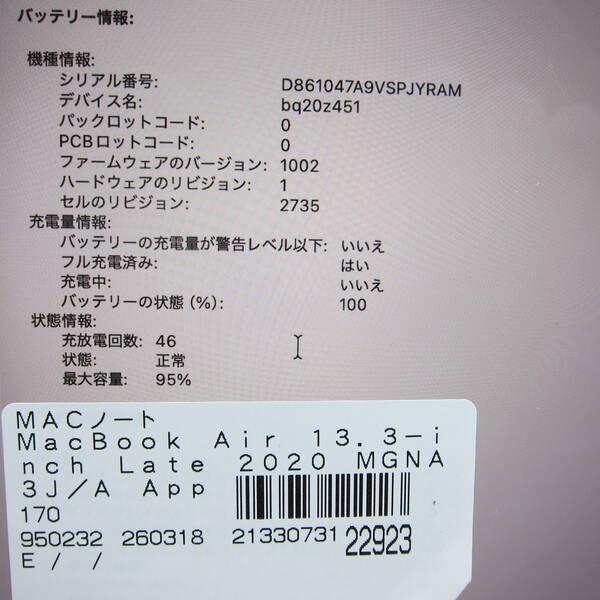 バッテリー情報:
機種情報:
シリアル番号: D861047A9VSPJYRAM
デバイス名: bq20z451
パックロットコード: 0
PCBロットコード: 0
ファームウェアのバージョン: 1002
ハードウェアのリビジョン: 1
セルのリビジョン: 2735
充電量情報:
バッテリーの充電量が警告レベル以下: いいえ
フル充電済み: はい
充電中: いいえ
バッテリーの状態 (%): 100
状態情報:
充放電回数: 46
状態: 正常
最大容量: 95%
MACノート
MacBook Air 13.3-i
nch Late 2020 MGNA
3J/A App
170
950232 260318 21330731 22923
E / /